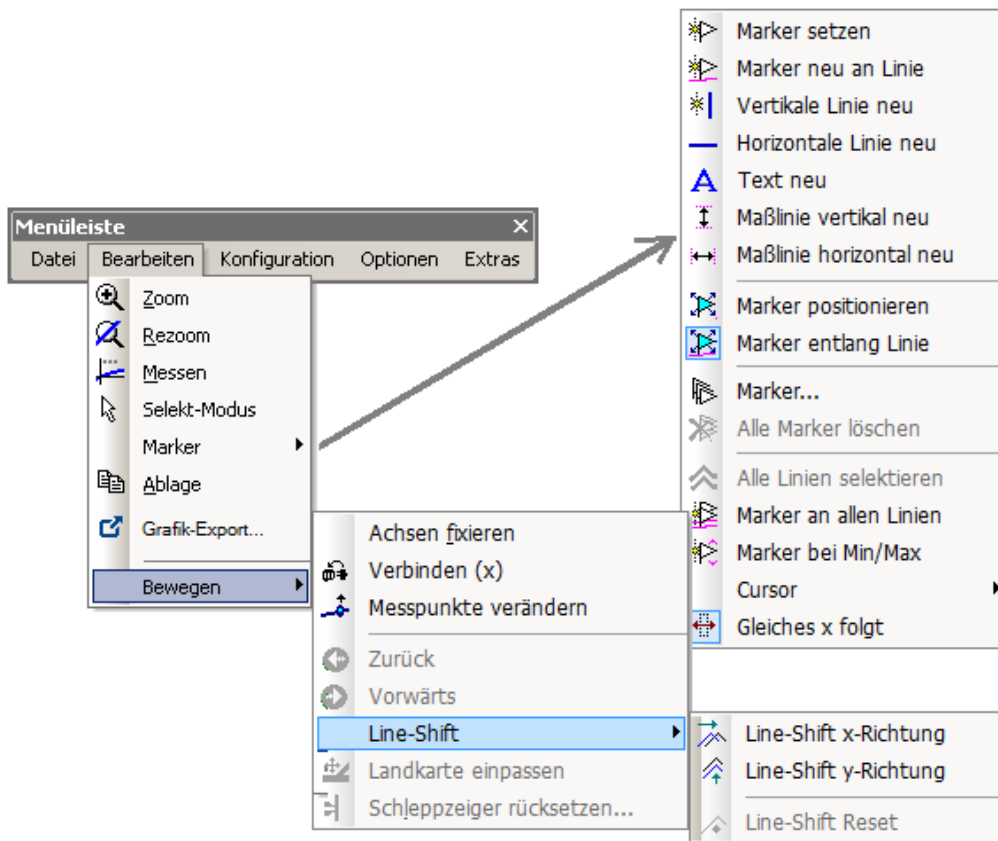 Menüleiste
Datei Bearbeiten Konfiguration Optionen Extras
Zoom
Rezoom
Messen
Selekt-Modus
Marker
Ablage
Grafik-Export...
Bewegen
Marker setzen
Marker neu an Linie
Vertikale Linie neu
Horizontale Linie neu
Text neu
Maßlinie vertikal neu
Maßlinie horizontal neu
Marker positionieren
Marker entlang Linie
Marker...
Alle Marker löschen
Alle Linien selektieren
Marker an allen Linien
Marker bei Min/Max
Cursor
Gleiches x folgt
Achsen fixieren
Verbinden (x)
Messpunkte verändern
Zurück
Vorwärts
Line-Shift
Landkarte einpassen
Schleppzeiger rücksetzen...
Line-Shift x-Richtung
Line-Shift y-Richtung
Line-Shift Reset